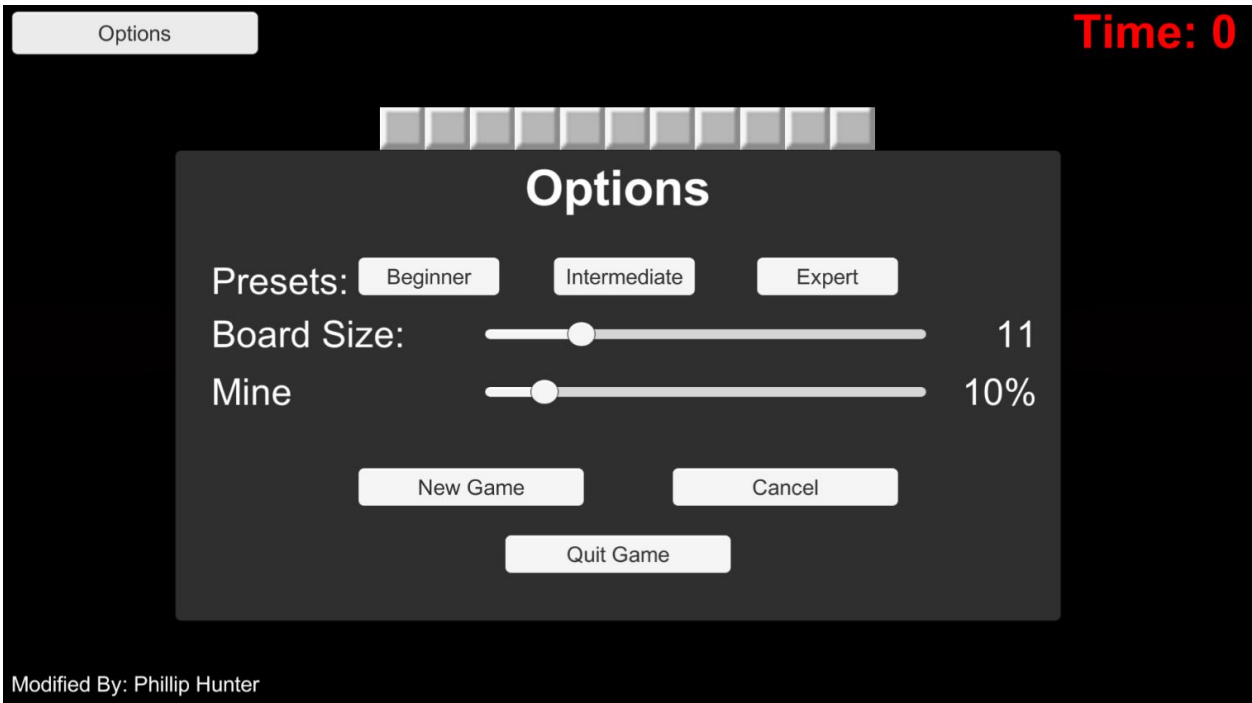 Options
Time: 0
Options
Presets: Beginner Intermediate Expert
Board Size: 11
Mine 10%
New Game Cancel
Quit Game
Modified By: Phillip Hunter